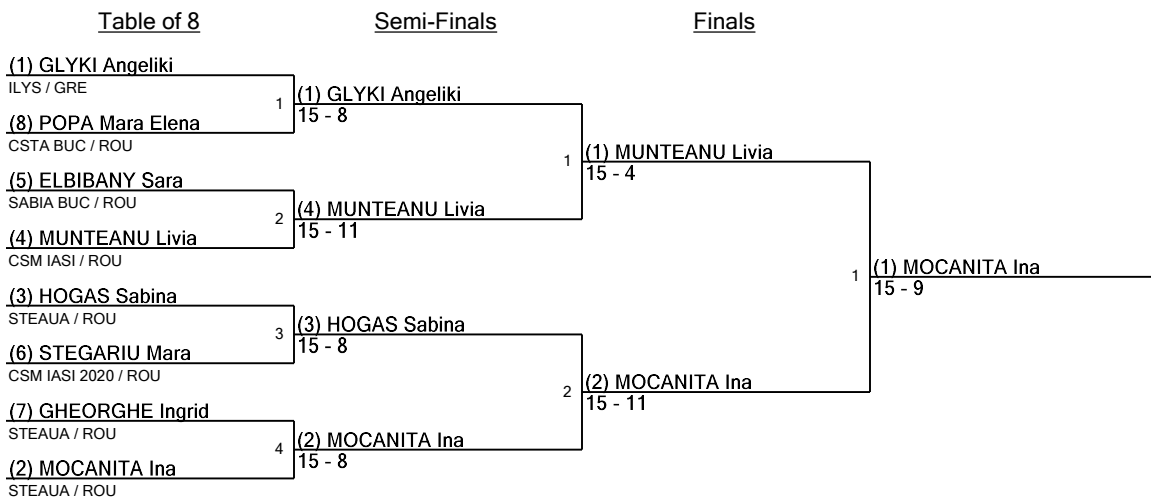 Table of 8
Semi-Finals
Finals
(1) GLYKI Angeliki
ILYS / GRE
1
(8) POPA Mara Elena
CSTA BUC / ROU
(5) ELBIBANY Sara
SABIA BUC / ROU
2
(4) MUNTEANU Livia
CSM IASI / ROU
(3) HOGAS Sabina
STEAUA / ROU
3
(6) STEGARIU Mara
CSM IASI 2020 / ROU
(7) GHEORGHE Ingrid
STEAUA / ROU
4
(2) MOCANITA Ina
STEAUA / ROU
(1) GLYKI Angeliki
15 - 8
1
(4) MUNTEANU Livia
15 - 11
(3) HOGAS Sabina
15 - 8
2
(2) MOCANITA Ina
15 - 8
(1) MUNTEANU Livia
15 - 4
1
(2) MOCANITA Ina
15 - 11
(1) MOCANITA Ina
15 - 9